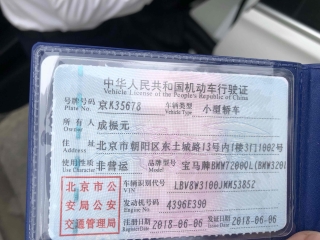 中华人民共和国机动车行驶证
Vehicle License of the People's Republic of China
号牌号码 京K35678 车辆类型 小型轿车
Plate No. Vehicle Type
所有人 成振元
Owner
住址 北京市朝阳区东土城路13号内1楼3门1002号
Address
使用性质 非营运 品牌型号 宝马牌BMW7200QL(BMW320L
Use Character Model
北京市公 车辆识别代号 LBV8W3100JMK5385Z
VIN
安局公安 发动机号码 4396E390
Engine No.
交通管理局 注册日期 2018-06-06 发证日期 2018-06-06
Register Date Issue Date